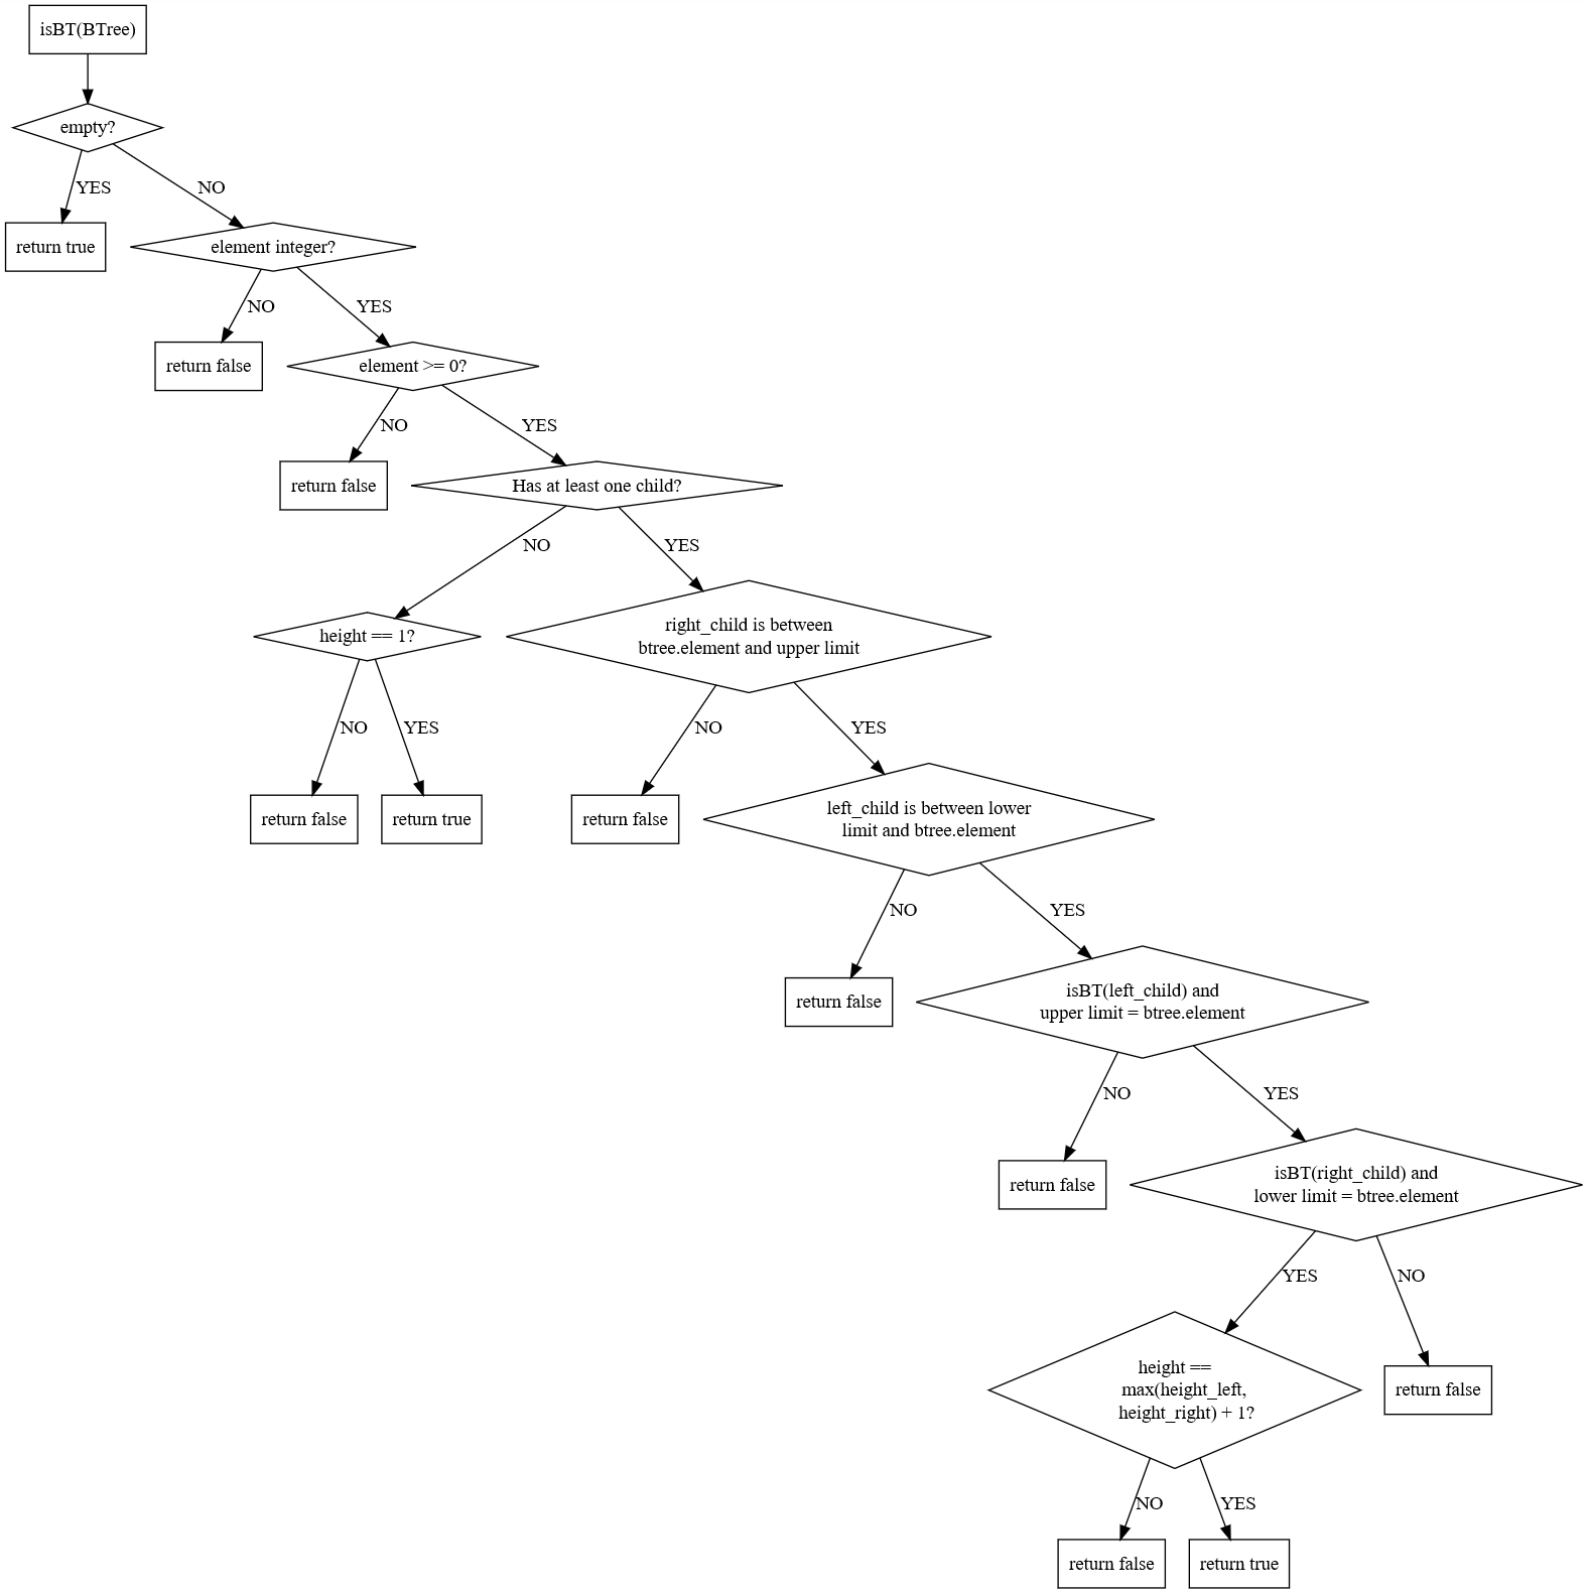 isBT(BTree)
empty?
YES
NO
return true
element integer?
NO
YES
return false
element >= 0?
NO
YES
return false
Has at least one child?
NO
YES
height == 1?
right_child is between
btree.element and upper limit
NO
YES
NO
YES
return false
return true
return false
left_child is between lower
limit and btree.element
NO
YES
return false
isBT(left_child) and
upper limit = btree.element
NO
YES
return false
isBT(right_child) and
lower limit = btree.element
YES
NO
height ==
max(height_left,
height_right) + 1?
return false
NO
YES
return false
return true